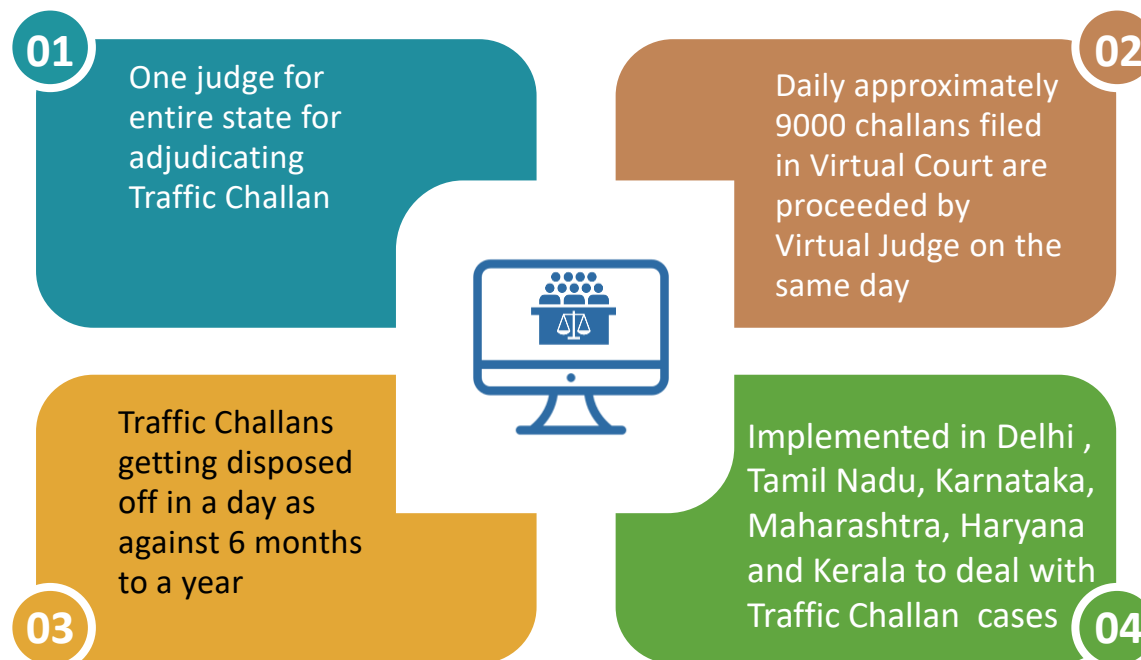 01
One judge for
entire state for
adjudicating
Traffic Challan
02
Daily approximately
9000 challans filed
in Virtual Court are
proceeded by
Virtual Judge on the
same day
03
Traffic Challans
getting disposed
off in a day as
against 6 months
to a year
04
Implemented in Delhi ,
Tamil Nadu, Karnataka,
Maharashtra, Haryana
and Kerala to deal with
Traffic Challan  cases